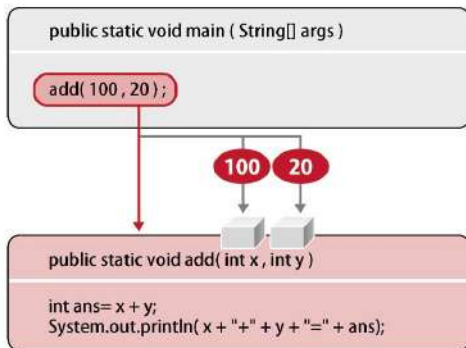 public static void main ( String[] args )
add( 100 , 20 ) ;
100 20
public static void add( int x , int y )
int ans= x + y;
System.out.println( x + "+" + y + "=" + ans);